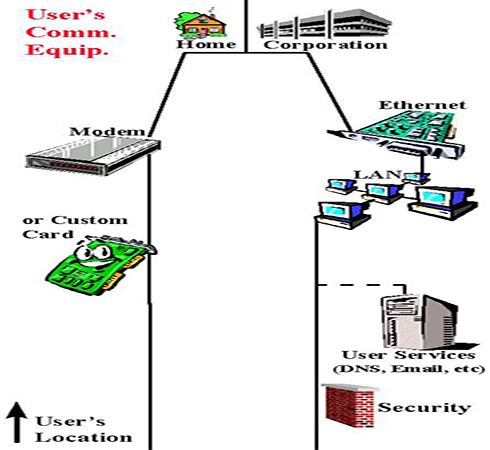 User's
Comm.
Equip.
Home
Corporation
Ethernet
Modem
LAN
or Custom
Card
User Services
(DNS, Email, etc)
Security
User's
Location